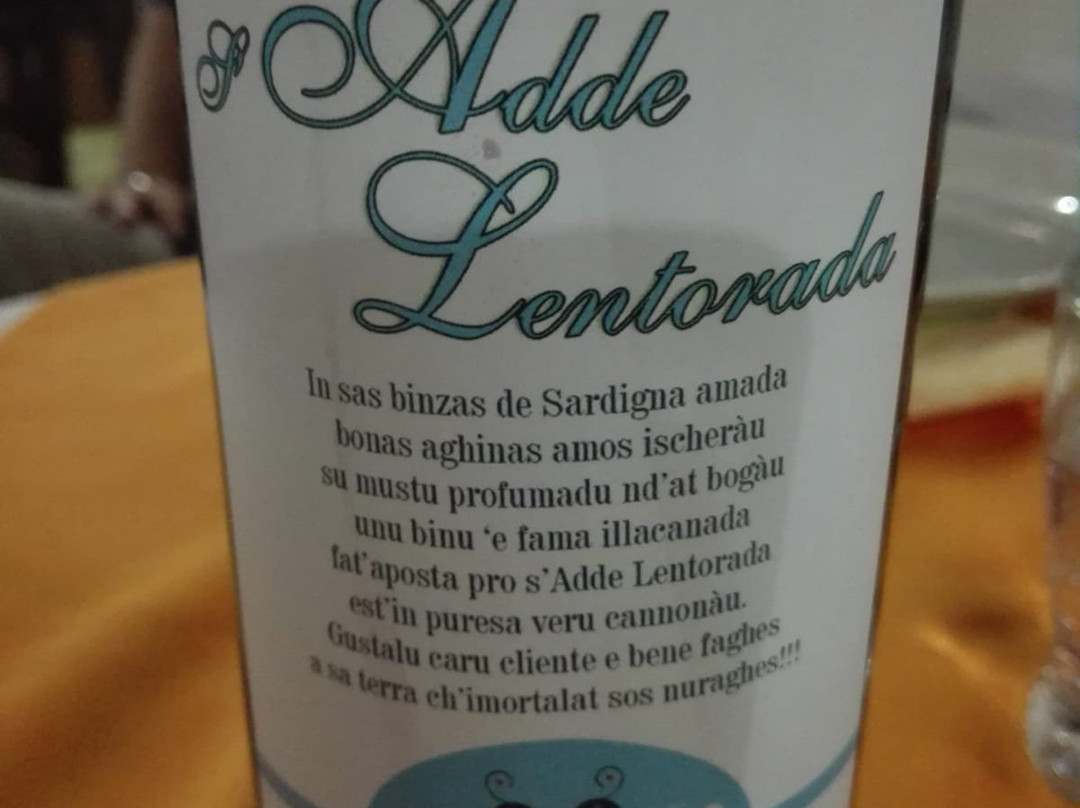 S' Adde
Lentorada
In sas binzas de Sardigna amada
bonas aghinas amos ischeràu
su mustu profumadu nd'at bogàu
unu binu 'e fama illacanada
fat'aposta pro s'Adde Lentorada
est'in puresa veru cannonàu.
Gustalu caru cliente e bene faghes
a sa terra ch'imortalat sos nuraghes!!!